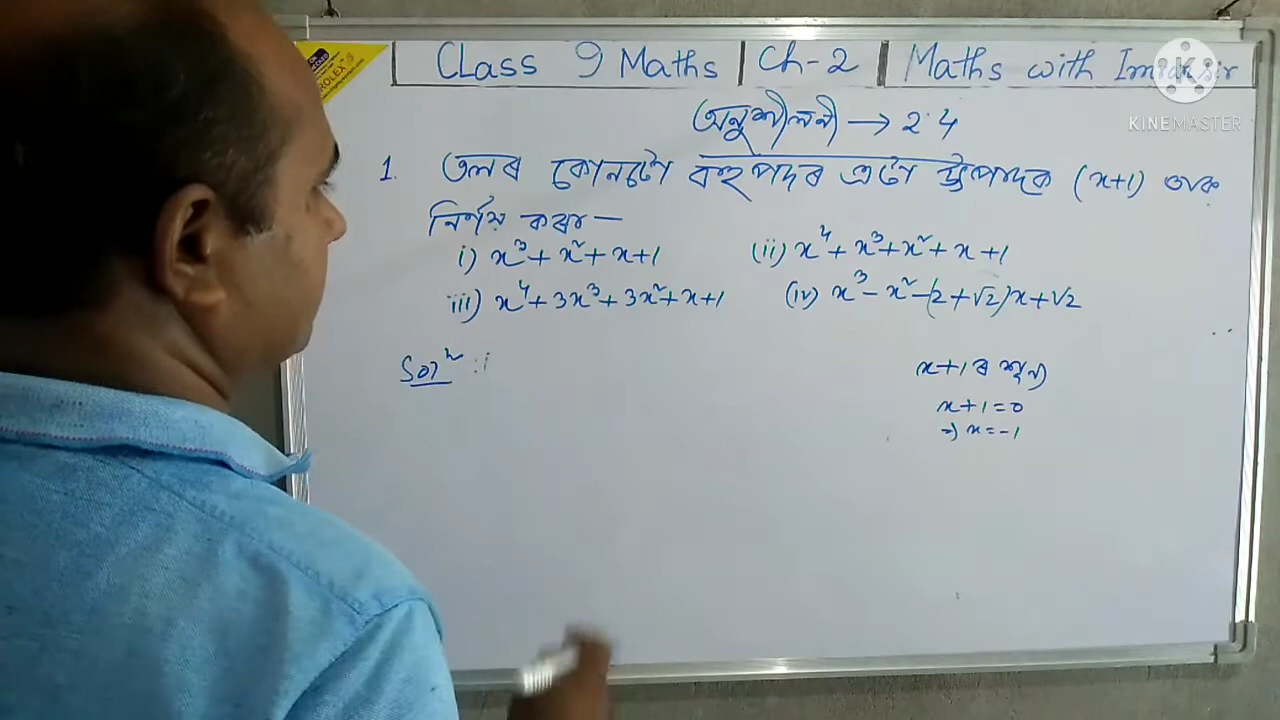 Class 9 Maths | Ch-2 | Maths with Imran sir
KINEMASTER
অনুশীলনী → 2.4
1. তলৰ কোনটো বহুপদৰ এটা উৎপাদক (x+1) তাক
নিৰ্ণয় কৰা —
i) x³ + x² + x + 1 (ii) x⁴ + x³ + x² + x + 1
iii) x⁴ + 3x³ + 3x² + x + 1 (iv) x³ - x² - (2+√2)x + √2
Solⁿ : i
x+1 ৰ শূন্য
x+1=0
⇒ x=-1